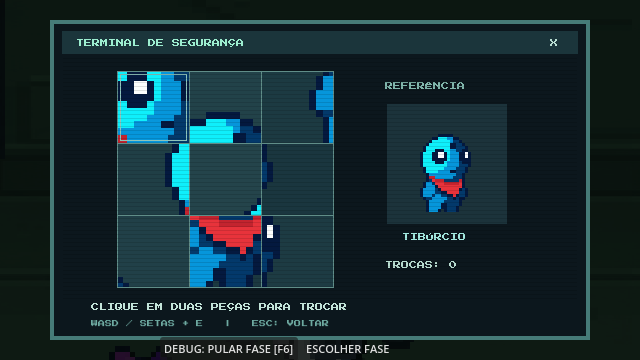 TERMINAL DE SEGURANÇA
X
REFERÊNCIA
TIBÚRCIO
TROCAS: 0
CLIQUE EM DUAS PEÇAS PARA TROCAR
WASD / SETAS + E | ESC: VOLTAR
DEBUG: PULAR FASE [F6] ESCOLHER FASE